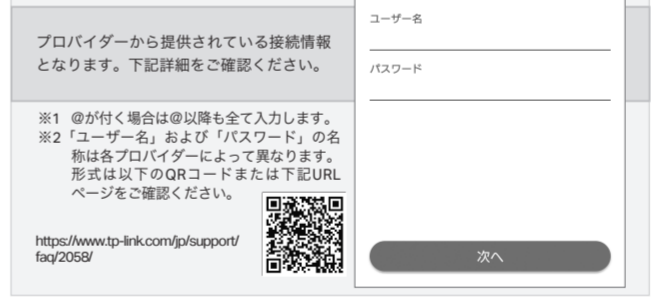 プロバイダーから提供されている接続情報
となります。下記詳細をご確認ください。
※1 @が付く場合は@以降も全て入力します。
※2「ユーザー名」および「パスワード」の名
称は各プロバイダーによって異なります。
形式は以下のQRコードまたは下記URL
ページをご確認ください。
https://www.tp-link.com/jp/support/
faq/2058/
ユーザー名
パスワード
次へ